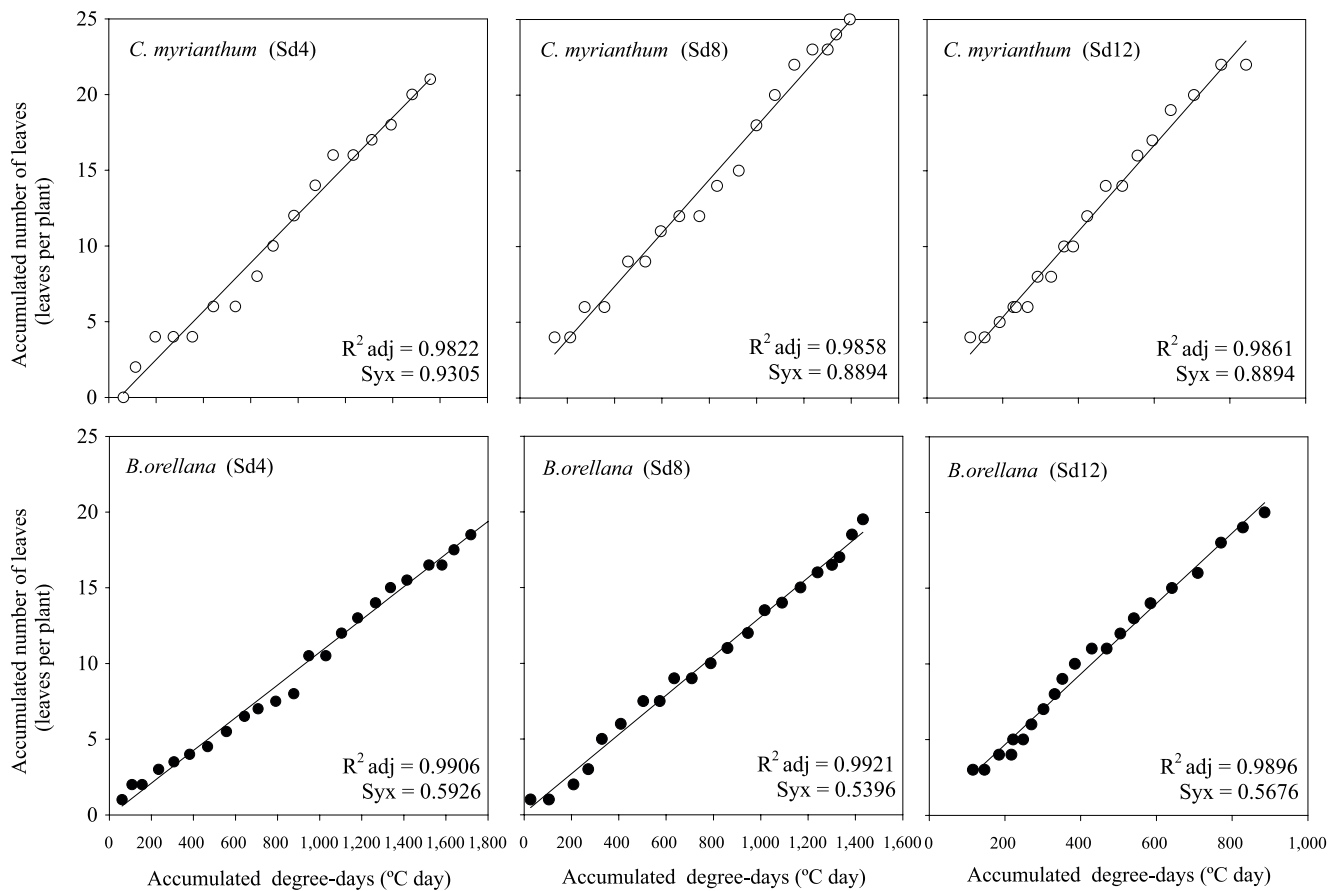 Accumulated number of leaves
(leaves per plant)
25
20
15
10
5
0
C. myrianthum (Sd4)
R² adj = 0.9822
Syx = 0.9305
C. myrianthum (Sd8)
R² adj = 0.9858
Syx = 0.8894
C. myrianthum (Sd12)
R² adj = 0.9861
Syx = 0.8894
Accumulated number of leaves
(leaves per plant)
25
20
15
10
5
0
B.orellana (Sd4)
R² adj = 0.9906
Syx = 0.5926
B.orellana (Sd8)
R² adj = 0.9921
Syx = 0.5396
B.orellana (Sd12)
R² adj = 0.9896
Syx = 0.5676
0 200 400 600 800 1,000 1,200 1,400 1,600 1,800
0 200 400 600 800 1,000 1,200 1,400 1,600
0 200 400 600 800 1,000
Accumulated degree-days (ºC day)
Accumulated degree-days (ºC day)
Accumulated degree-days (ºC day)